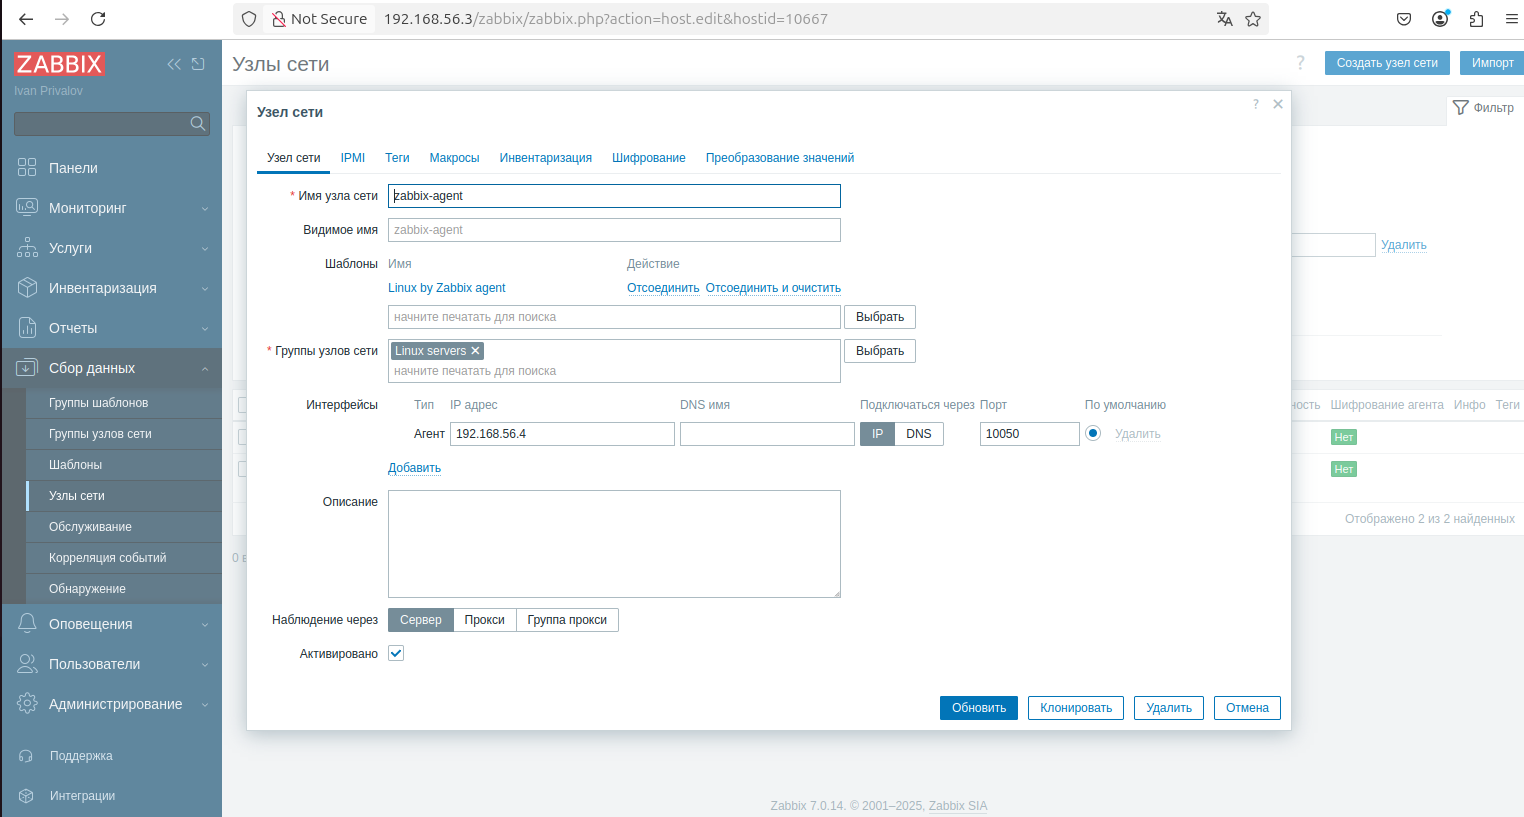 Not Secure 192.168.56.3/zabbix/zabbix.php?action=host.edit&hostid=10667
ZABBIX
Ivan Privalov
Панели
Мониторинг
Услуги
Инвентаризация
Отчеты
Сбор данных
Группы шаблонов
Группы узлов сети
Шаблоны
Узлы сети
Обслуживание
Корреляция событий
Обнаружение
Оповещения
Пользователи
Администрирование
Поддержка
Интеграции
Узлы сети
? Создать узел сети Импорт
Фильтр
Узел сети
?
Узел сети IPMI Теги Макросы Инвентаризация Шифрование Преобразование значений
* Имя узла сети zabbix-agent
Видимое имя zabbix-agent
Шаблоны Имя Действие
Linux by Zabbix agent Отсоединить Отсоединить и очистить
начните печатать для поиска Выбрать
* Группы узлов сети Linux servers Выбрать
начните печатать для поиска
Интерфейсы Тип IP адрес DNS имя Подключаться через Порт По умолчанию
Агент 192.168.56.4 IP DNS 10050 Удалить
Добавить
Описание
Наблюдение через Сервер Прокси Группа прокси
Активировано
Обновить Клонировать Удалить Отмена
Удалить
ность Шифрование агента Инфо Теги
Нет
Нет
Отображено 2 из 2 найденных
0 в
Zabbix 7.0.14. © 2001–2025, Zabbix SIA